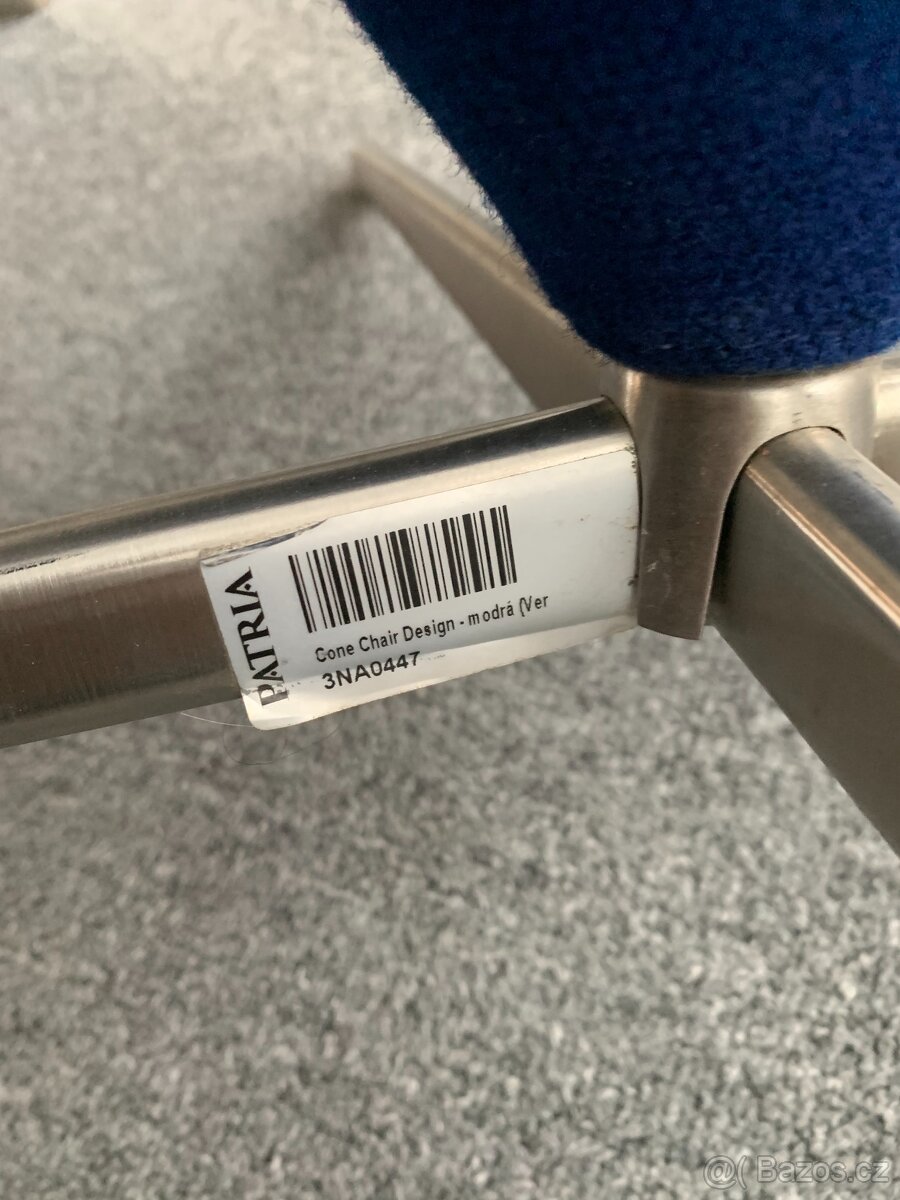 PATRIA
Cone Chair Design - modrá (Ver
3NA0447
@( Bazos.cz